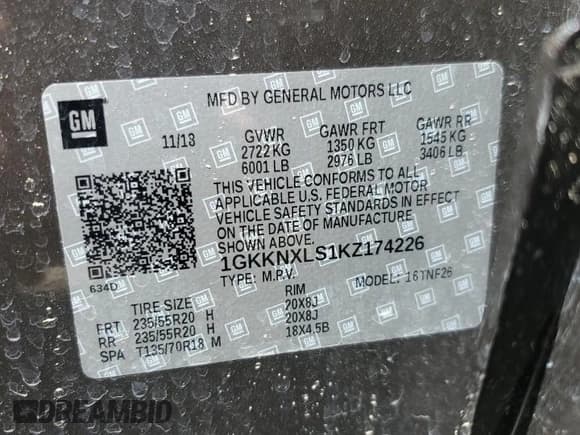 MFD BY GENERAL MOTORS LLC
GM
11/18 GVWR GAWR FRT GAWR RR
2722 KG 1350 KG 1545 KG
6001 LB 2976 LB 3406 LB
THIS VEHICLE CONFORMS TO ALL
APPLICABLE U.S. FEDERAL MOTOR
VEHICLE SAFETY STANDARDS IN EFFECT
ON THE DATE OF MANUFACTURE
SHOWN ABOVE.
1GKKNXLS1KZ174226
634D
TYPE: M.P.V. MODEL: 16TNF26
TIRE SIZE RIM
FRT 235/55R20 H 20X8J
RR 235/55R20 H 20X8J
SPA T135/70R18 M 18X4.5B
DREAMBID